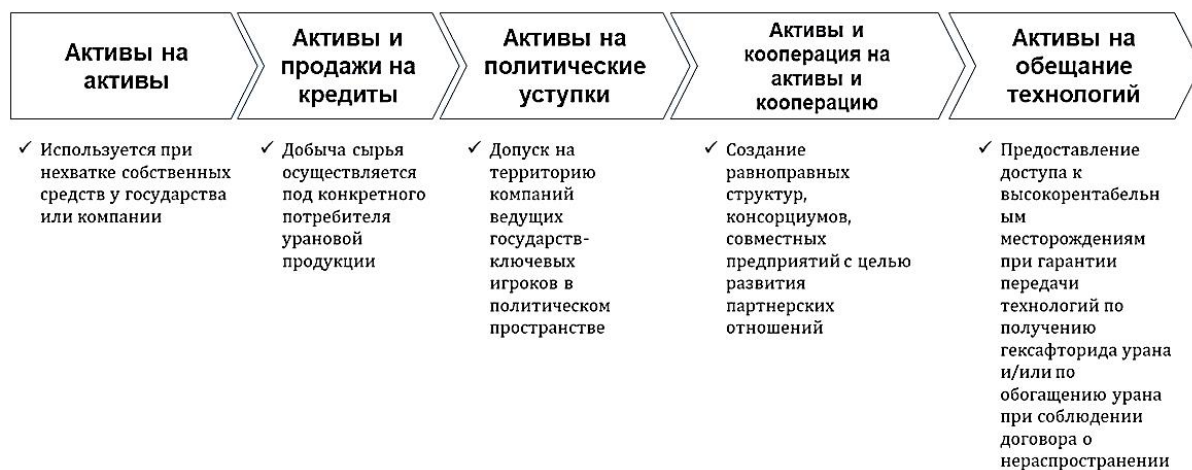 Активы на
активы
Активы и
продажи на
кредиты
Активы на
политические
уступки
Активы и
кооперация на
активы и
кооперацию
Активы на
обещание
технологий
✓ Используется при
нехватке собственных
средств у государства
или компании
✓ Добыча сырья
осуществляется
под конкретного
потребителя
урановой
продукции
✓ Допуск на
территорию
компаний
ведущих
государств-
ключевых
игроков в
политическом
пространстве
✓ Создание
равноправных
структур,
консорциумов,
совместных
предприятий с целью
развития
партнерских
отношений
✓ Предоставление
доступа к
высокорентабельн
ым
месторождениям
при гарантии
передачи
технологий по
получению
гексафторида урана
и/или по
обогащению урана
при соблюдении
договора о
нераспространении